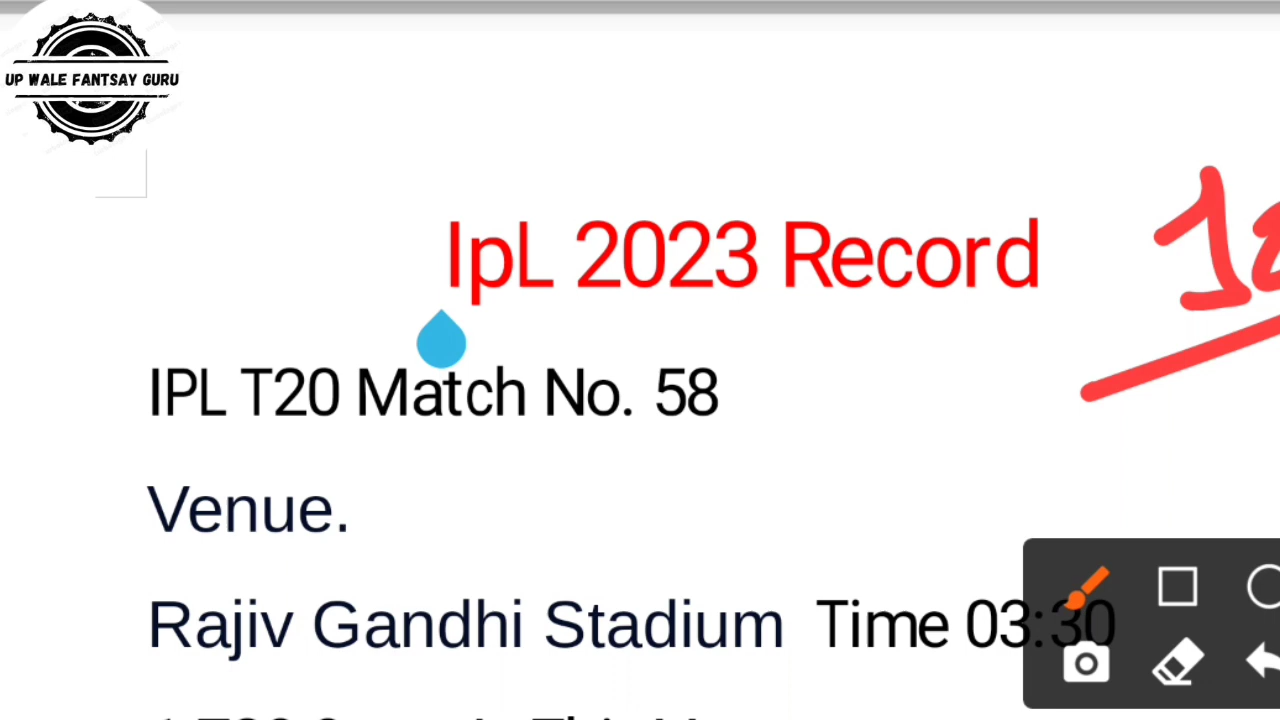 UP WALE FANTSAY GURU
IpL 2023 Record
IPL T20 Match No. 58
Venue.
Rajiv Gandhi Stadium Time 03:30